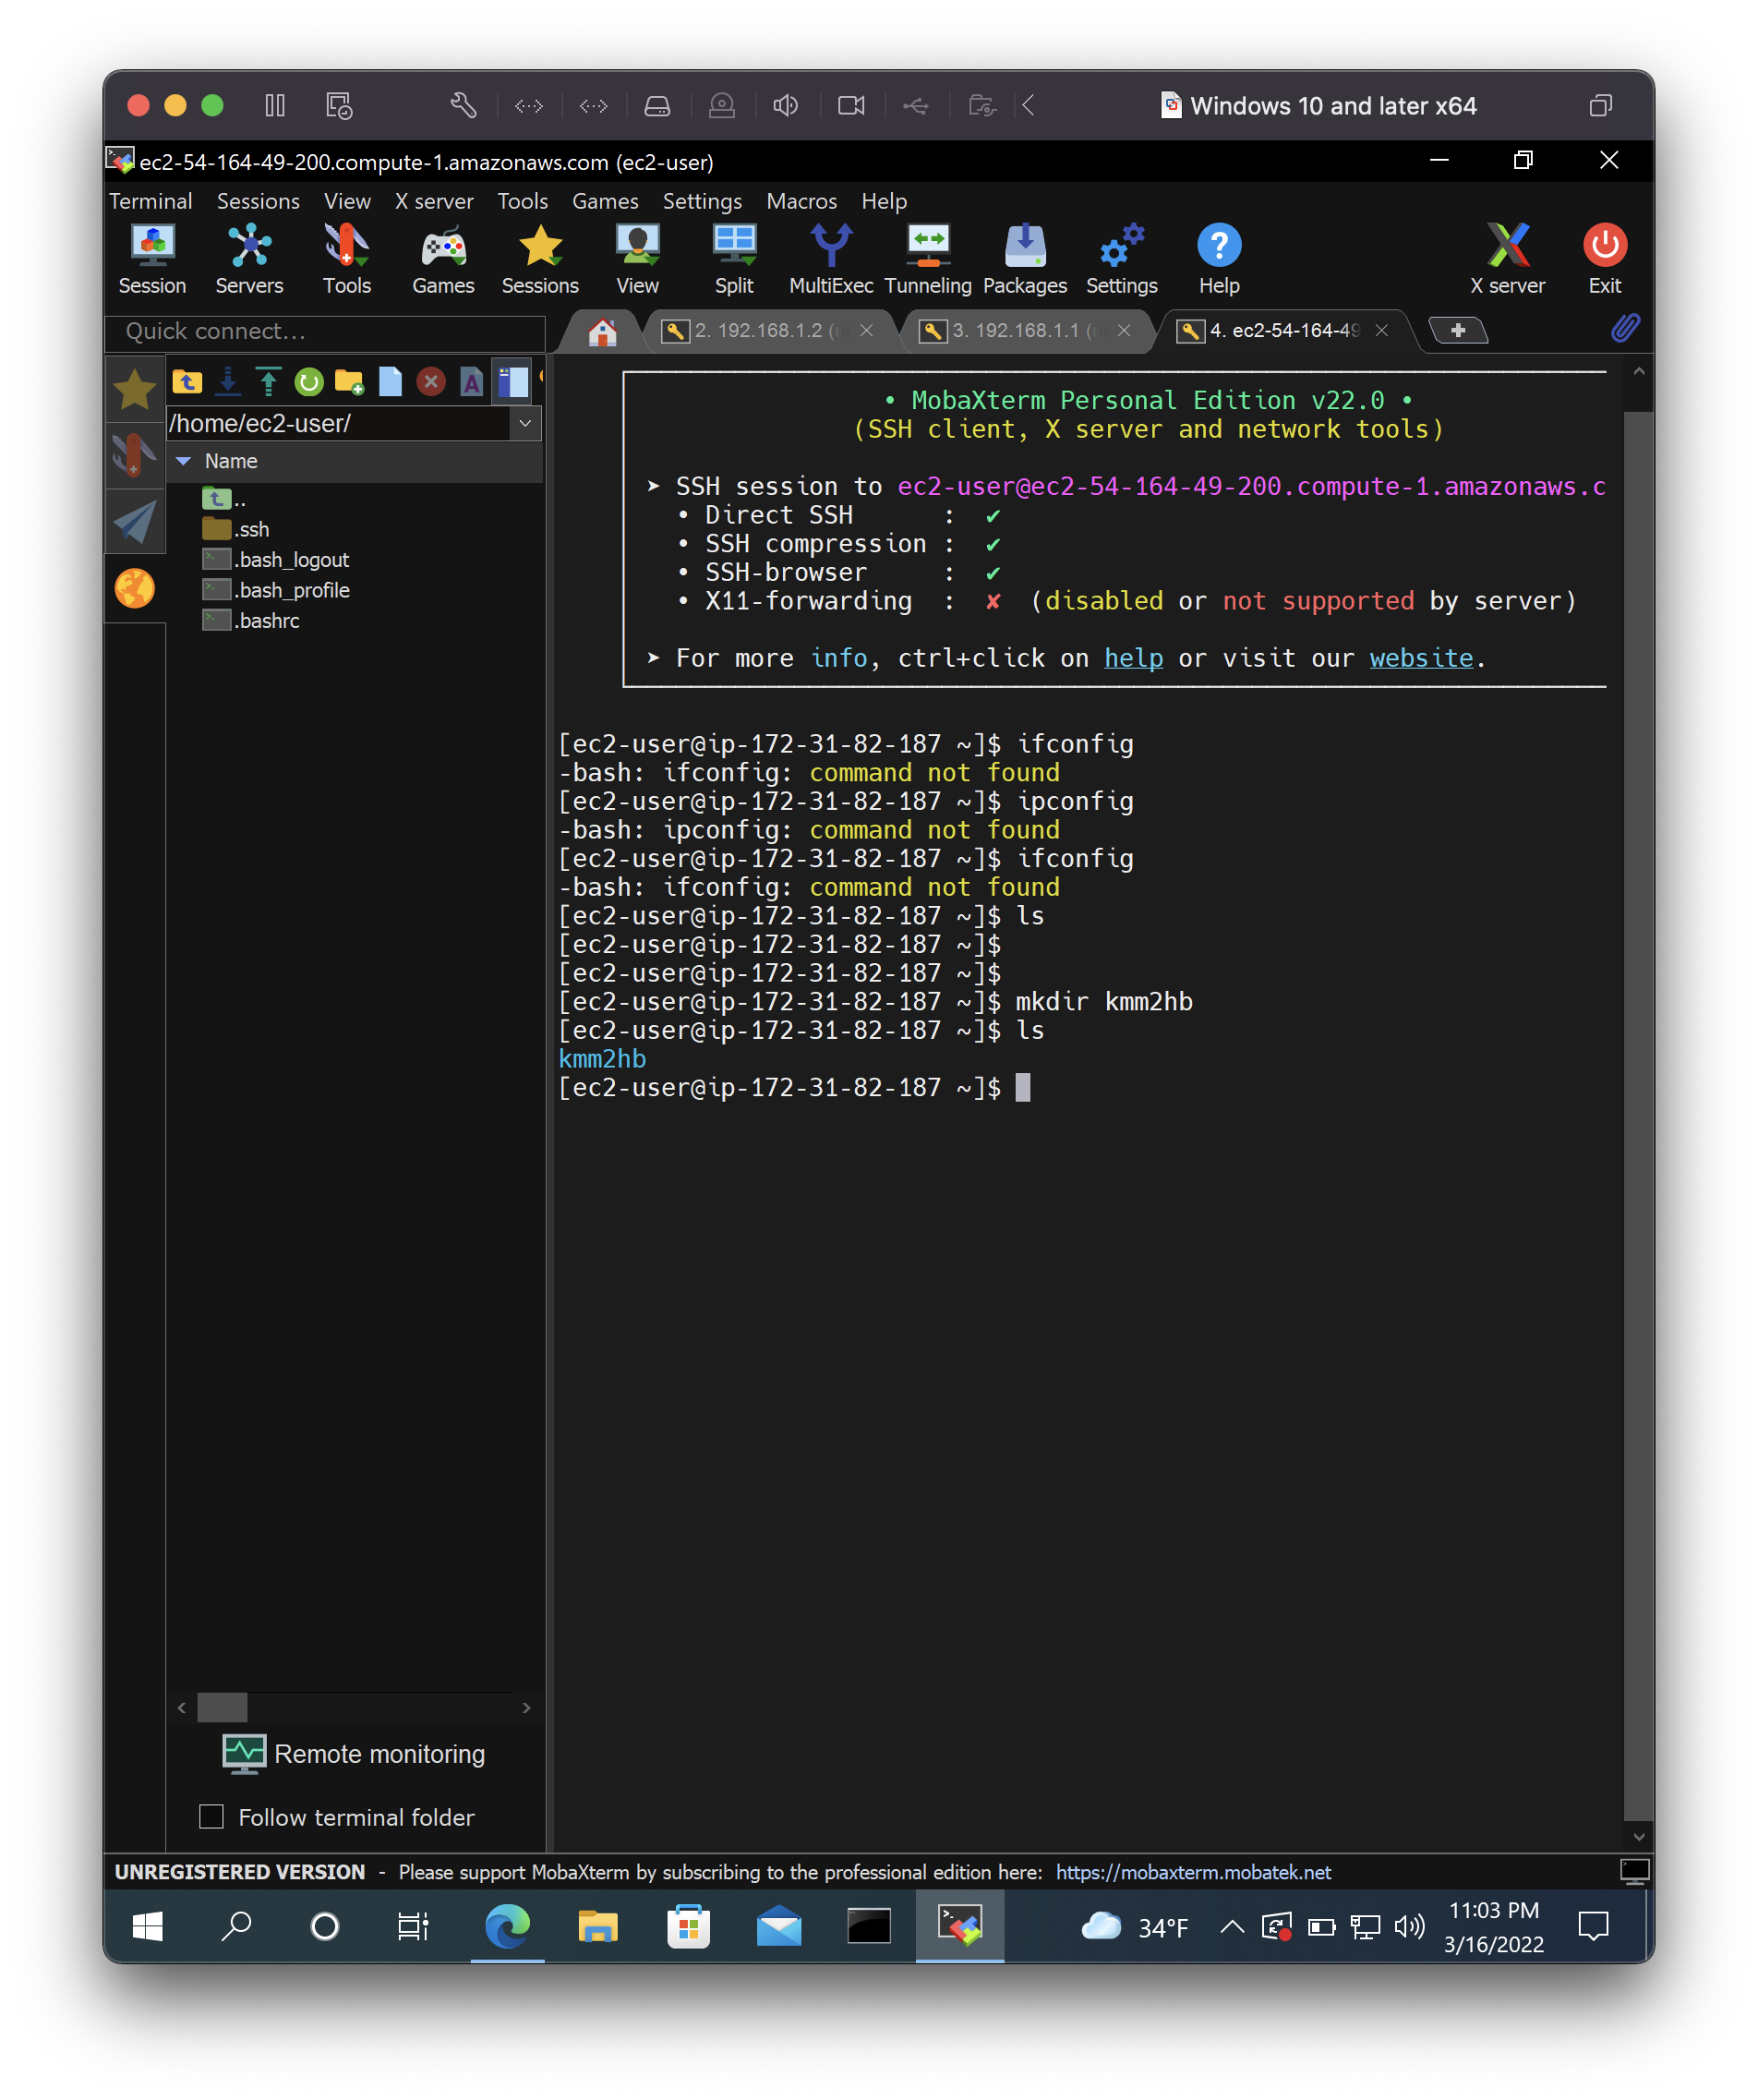 Windows 10 and later x64
ec2-54-164-49-200.compute-1.amazonaws.com (ec2-user)
Terminal Sessions View X server Tools Games Settings Macros Help
Session Servers Tools Games Sessions View Split MultiExec Tunneling Packages Settings Help X server Exit
Quick connect...
2. 192.168.1.2 (
3. 192.168.1.1 (
4. ec2-54-164-49
/home/ec2-user/
Name
..
.ssh
.bash_logout
.bash_profile
.bashrc
Remote monitoring
Follow terminal folder
• MobaXterm Personal Edition v22.0 •
(SSH client, X server and network tools)
➤ SSH session to ec2-user@ec2-54-164-49-200.compute-1.amazonaws.c
• Direct SSH : ✔
• SSH compression : ✔
• SSH-browser : ✔
• X11-forwarding : ✘ (disabled or not supported by server)
➤ For more info, ctrl+click on help or visit our website.
[ec2-user@ip-172-31-82-187 ~]$ ifconfig
-bash: ifconfig: command not found
[ec2-user@ip-172-31-82-187 ~]$ ipconfig
-bash: ipconfig: command not found
[ec2-user@ip-172-31-82-187 ~]$ ifconfig
-bash: ifconfig: command not found
[ec2-user@ip-172-31-82-187 ~]$ ls
[ec2-user@ip-172-31-82-187 ~]$
[ec2-user@ip-172-31-82-187 ~]$
[ec2-user@ip-172-31-82-187 ~]$ mkdir kmm2hb
[ec2-user@ip-172-31-82-187 ~]$ ls
kmm2hb
[ec2-user@ip-172-31-82-187 ~]$
UNREGISTERED VERSION - Please support MobaXterm by subscribing to the professional edition here: https://mobaxterm.mobatek.net
34°F
11:03 PM
3/16/2022